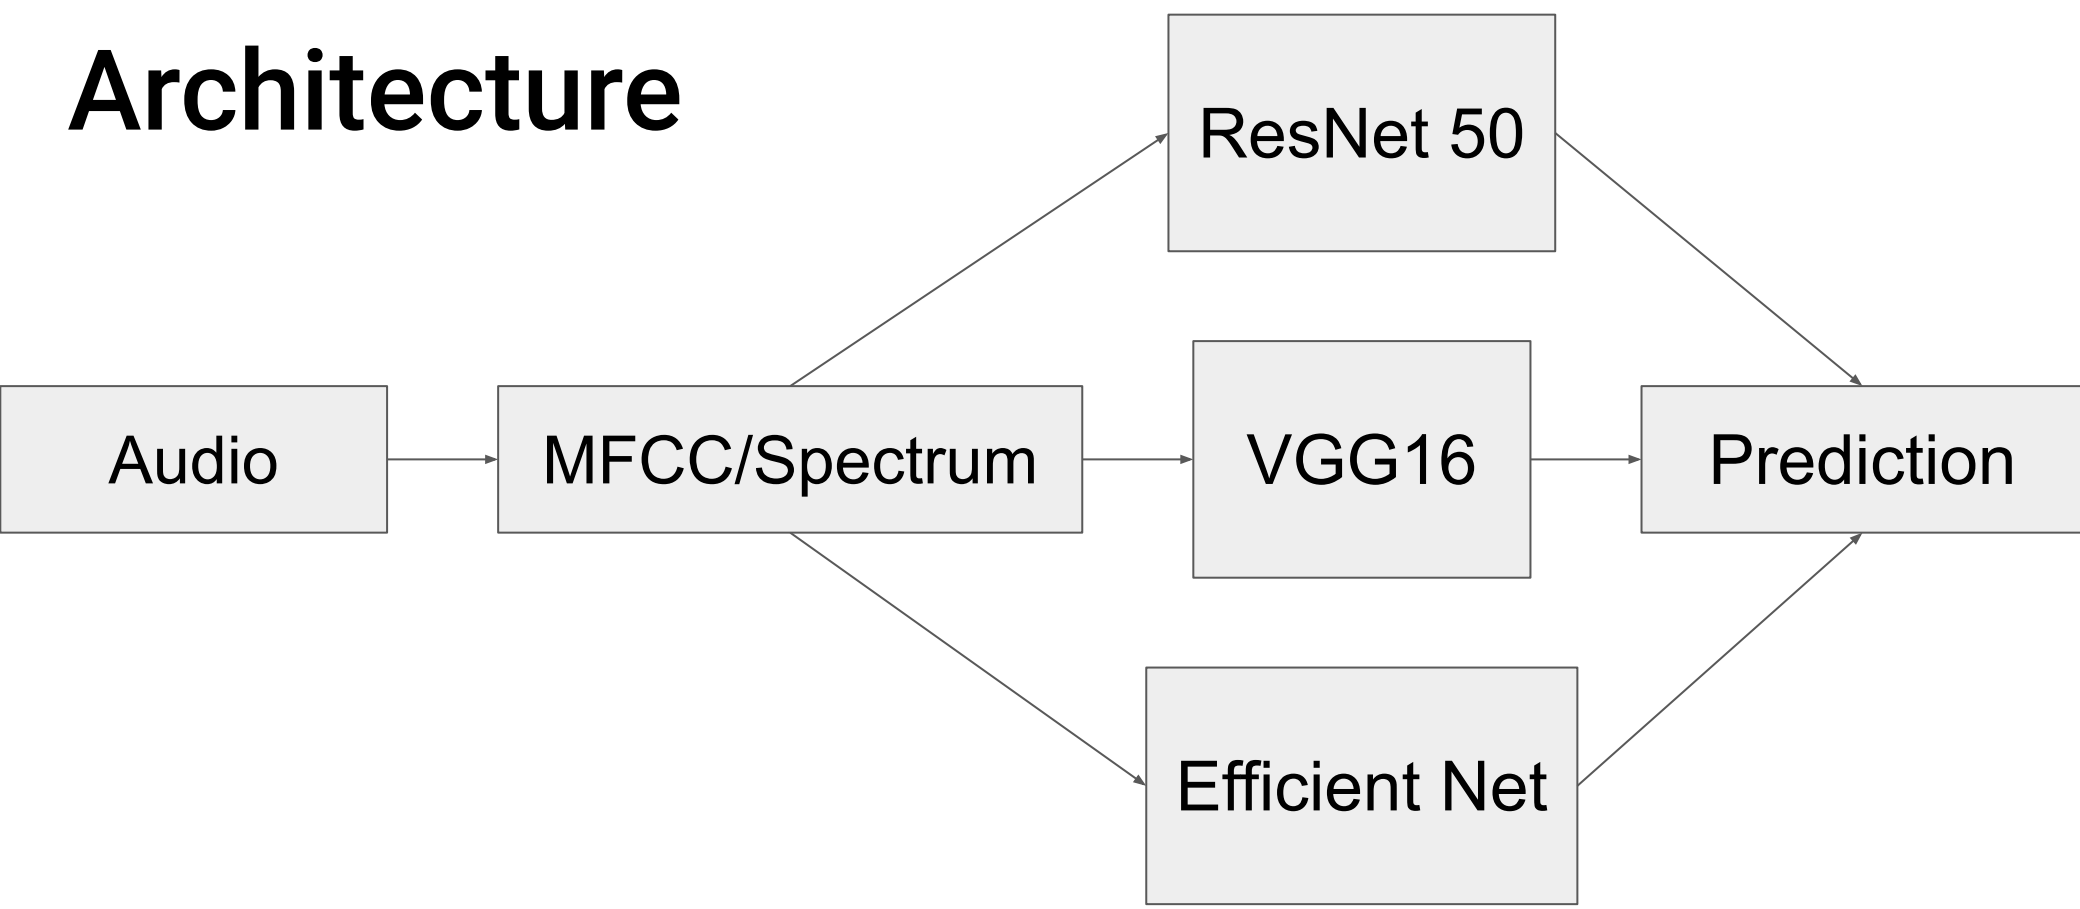 Architecture
ResNet 50
Audio
MFCC/Spectrum
VGG16
Prediction
Efficient Net